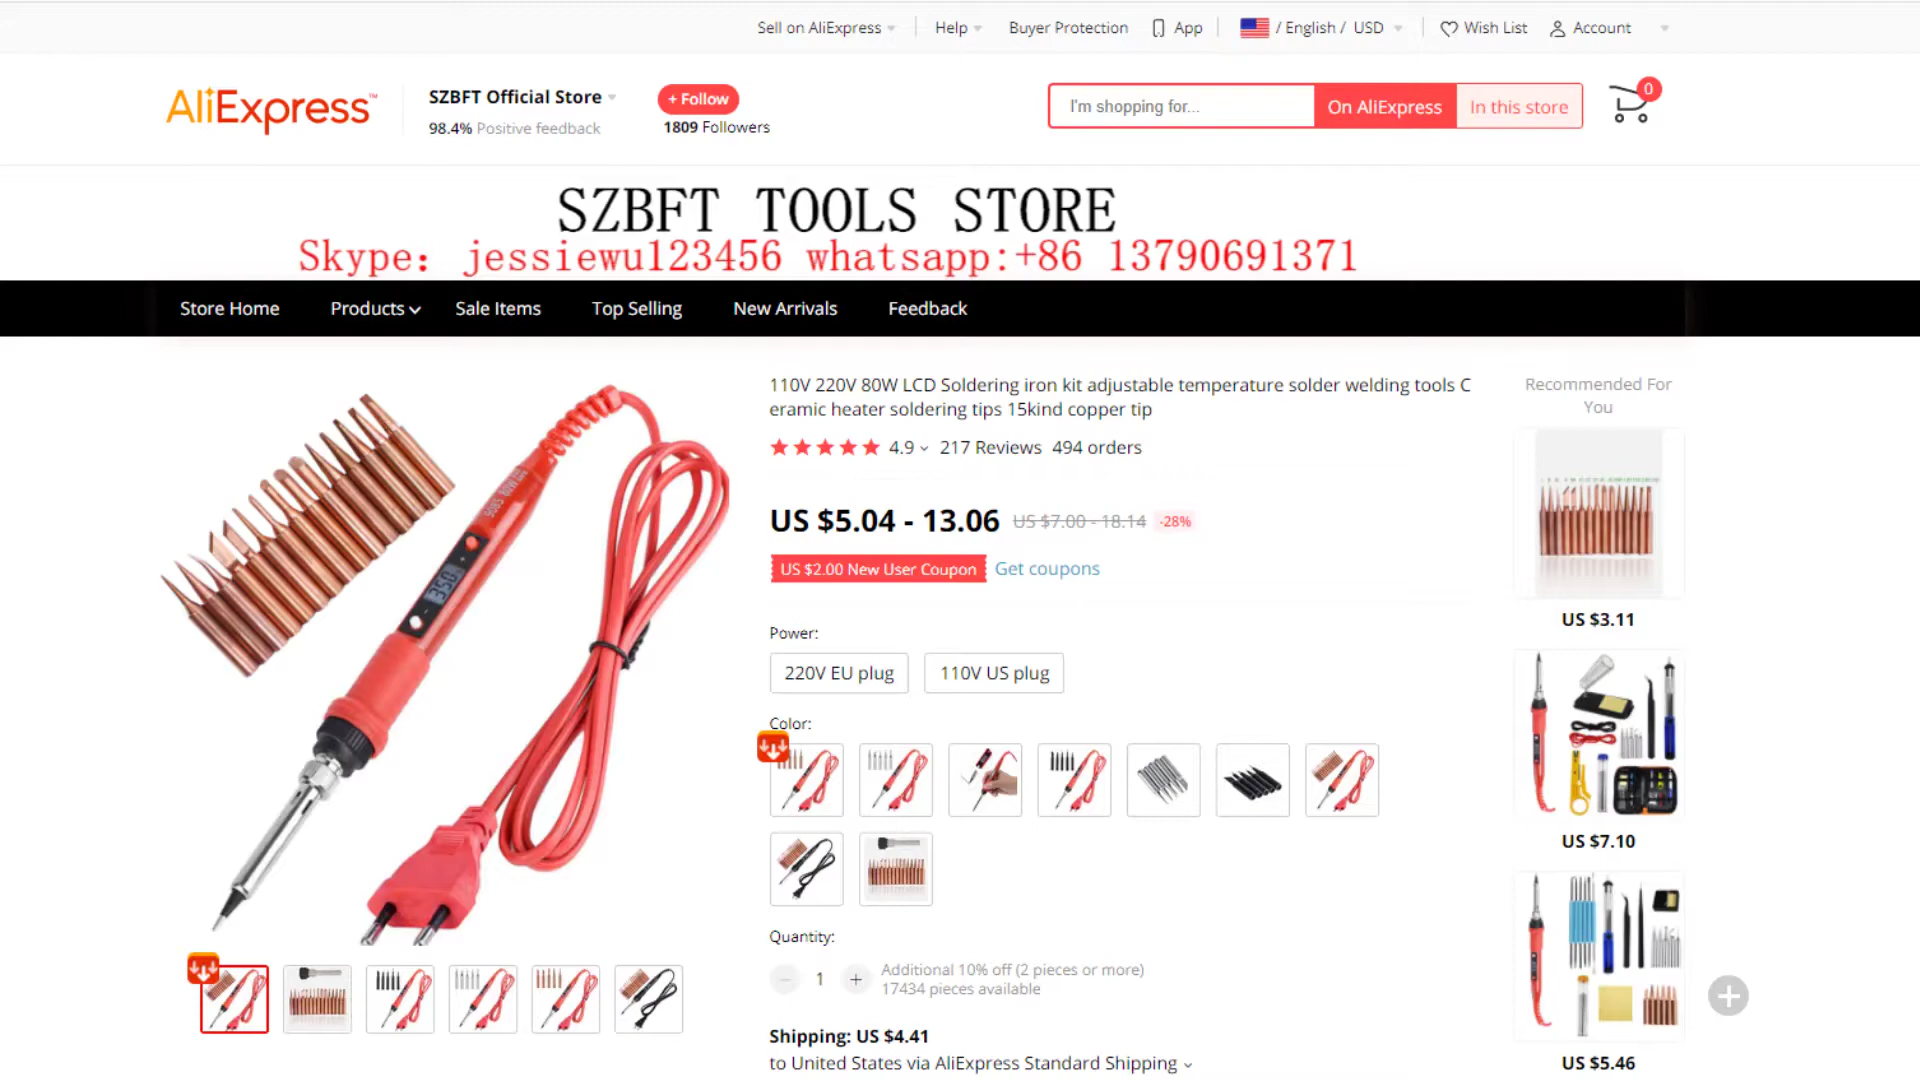 Sell on AliExpress
Help
Buyer Protection
App
/ English / USD
Wish List
Account
AliExpress™
SZBFT Official Store
98.4% Positive feedback
+ Follow
1809 Followers
I'm shopping for...
On AliExpress
In this store
0
SZBFT TOOLS STORE
Skype: jessiewu123456 whatsapp:+86 13790691371
Store Home
Products
Sale Items
Top Selling
New Arrivals
Feedback
110V 220V 80W LCD Soldering iron kit adjustable temperature solder welding tools C
eramic heater soldering tips 15kind copper tip
4.9
217 Reviews
494 orders
US $5.04 - 13.06
US $7.00 - 18.14
-28%
US $2.00 New User Coupon
Get coupons
Power:
220V EU plug
110V US plug
Color:
Quantity:
1
Additional 10% off (2 pieces or more)
17434 pieces available
Shipping: US $4.41
to United States via AliExpress Standard Shipping
Recommended For
You
US $3.11
US $7.10
US $5.46
350